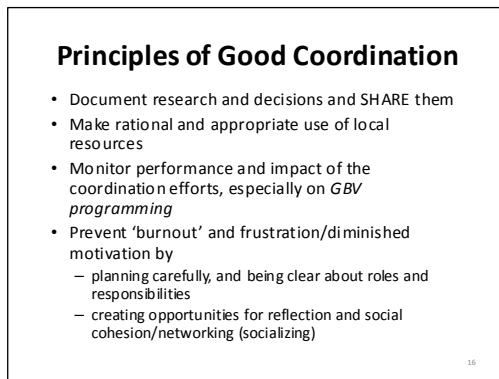 Principles of Good Coordination
• Document research and decisions and SHARE them
• Make rational and appropriate use of local
resources
• Monitor performance and impact of the
coordination efforts, especially on GBV
programming
• Prevent ‘burnout’ and frustration/diminished
motivation by
– planning carefully, and being clear about roles and
responsibilities
– creating opportunities for reflection and social
cohesion/networking (socializing)
16